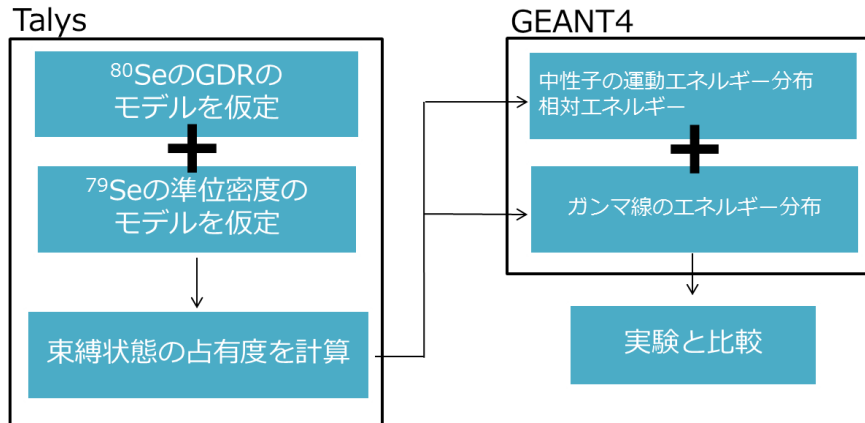 Talys
⁸⁰SeのGDRの
モデルを仮定
⁷⁹Seの準位密度の
モデルを仮定
束縛状態の占有度を計算
GEANT4
中性子の運動エネルギー分布
相対エネルギー
ガンマ線のエネルギー分布
実験と比較